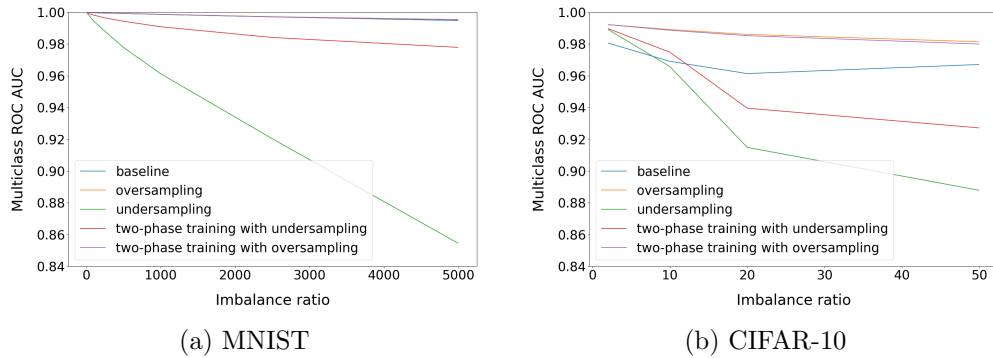 Multiclass ROC AUC
1.00
0.98
0.96
0.94
0.92
0.90
0.88
0.86
0.84
baseline
oversampling
undersampling
two-phase training with undersampling
two-phase training with oversampling
0 1000 2000 3000 4000 5000
Imbalance ratio
(a) MNIST
Multiclass ROC AUC
1.00
0.98
0.96
0.94
0.92
0.90
0.88
0.86
0.84
baseline
oversampling
undersampling
two-phase training with undersampling
two-phase training with oversampling
0 10 20 30 40 50
Imbalance ratio
(b) CIFAR-10